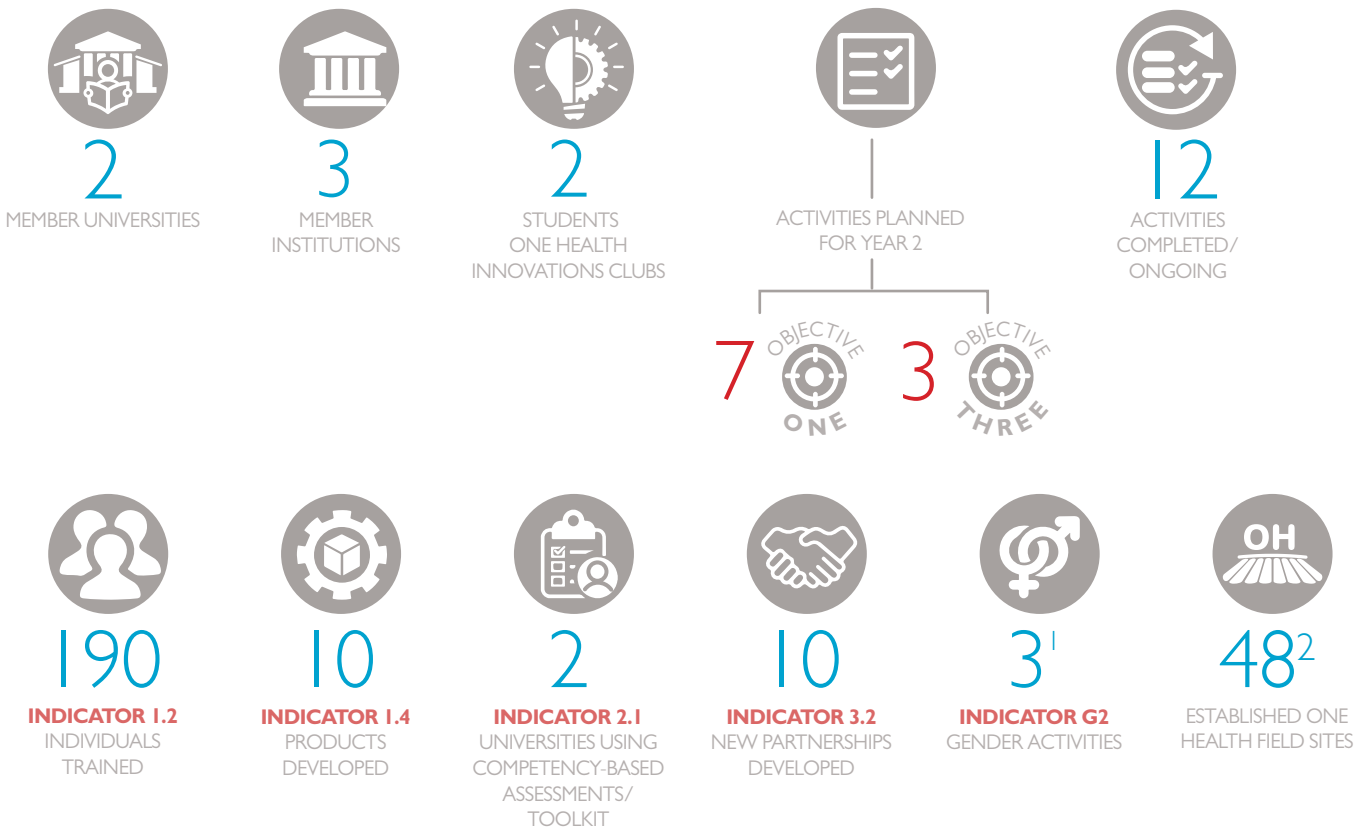 2
MEMBER UNIVERSITIES
3
MEMBER
INSTITUTIONS
2
STUDENTS
ONE HEALTH
INNOVATIONS CLUBS
ACTIVITIES PLANNED
FOR YEAR 2
7
OBJECTIVE
ONE
3
OBJECTIVE
THREE
12
ACTIVITIES
COMPLETED/
ONGOING
190
INDICATOR 1.2
INDIVIDUALS
TRAINED
10
INDICATOR 1.4
PRODUCTS
DEVELOPED
2
INDICATOR 2.1
UNIVERSITIES USING
COMPETENCY-BASED
ASSESSMENTS/
TOOLKIT
10
INDICATOR 3.2
NEW PARTNERSHIPS
DEVELOPED
3¹
INDICATOR G2
GENDER ACTIVITIES
OH
48²
ESTABLISHED ONE
HEALTH FIELD SITES